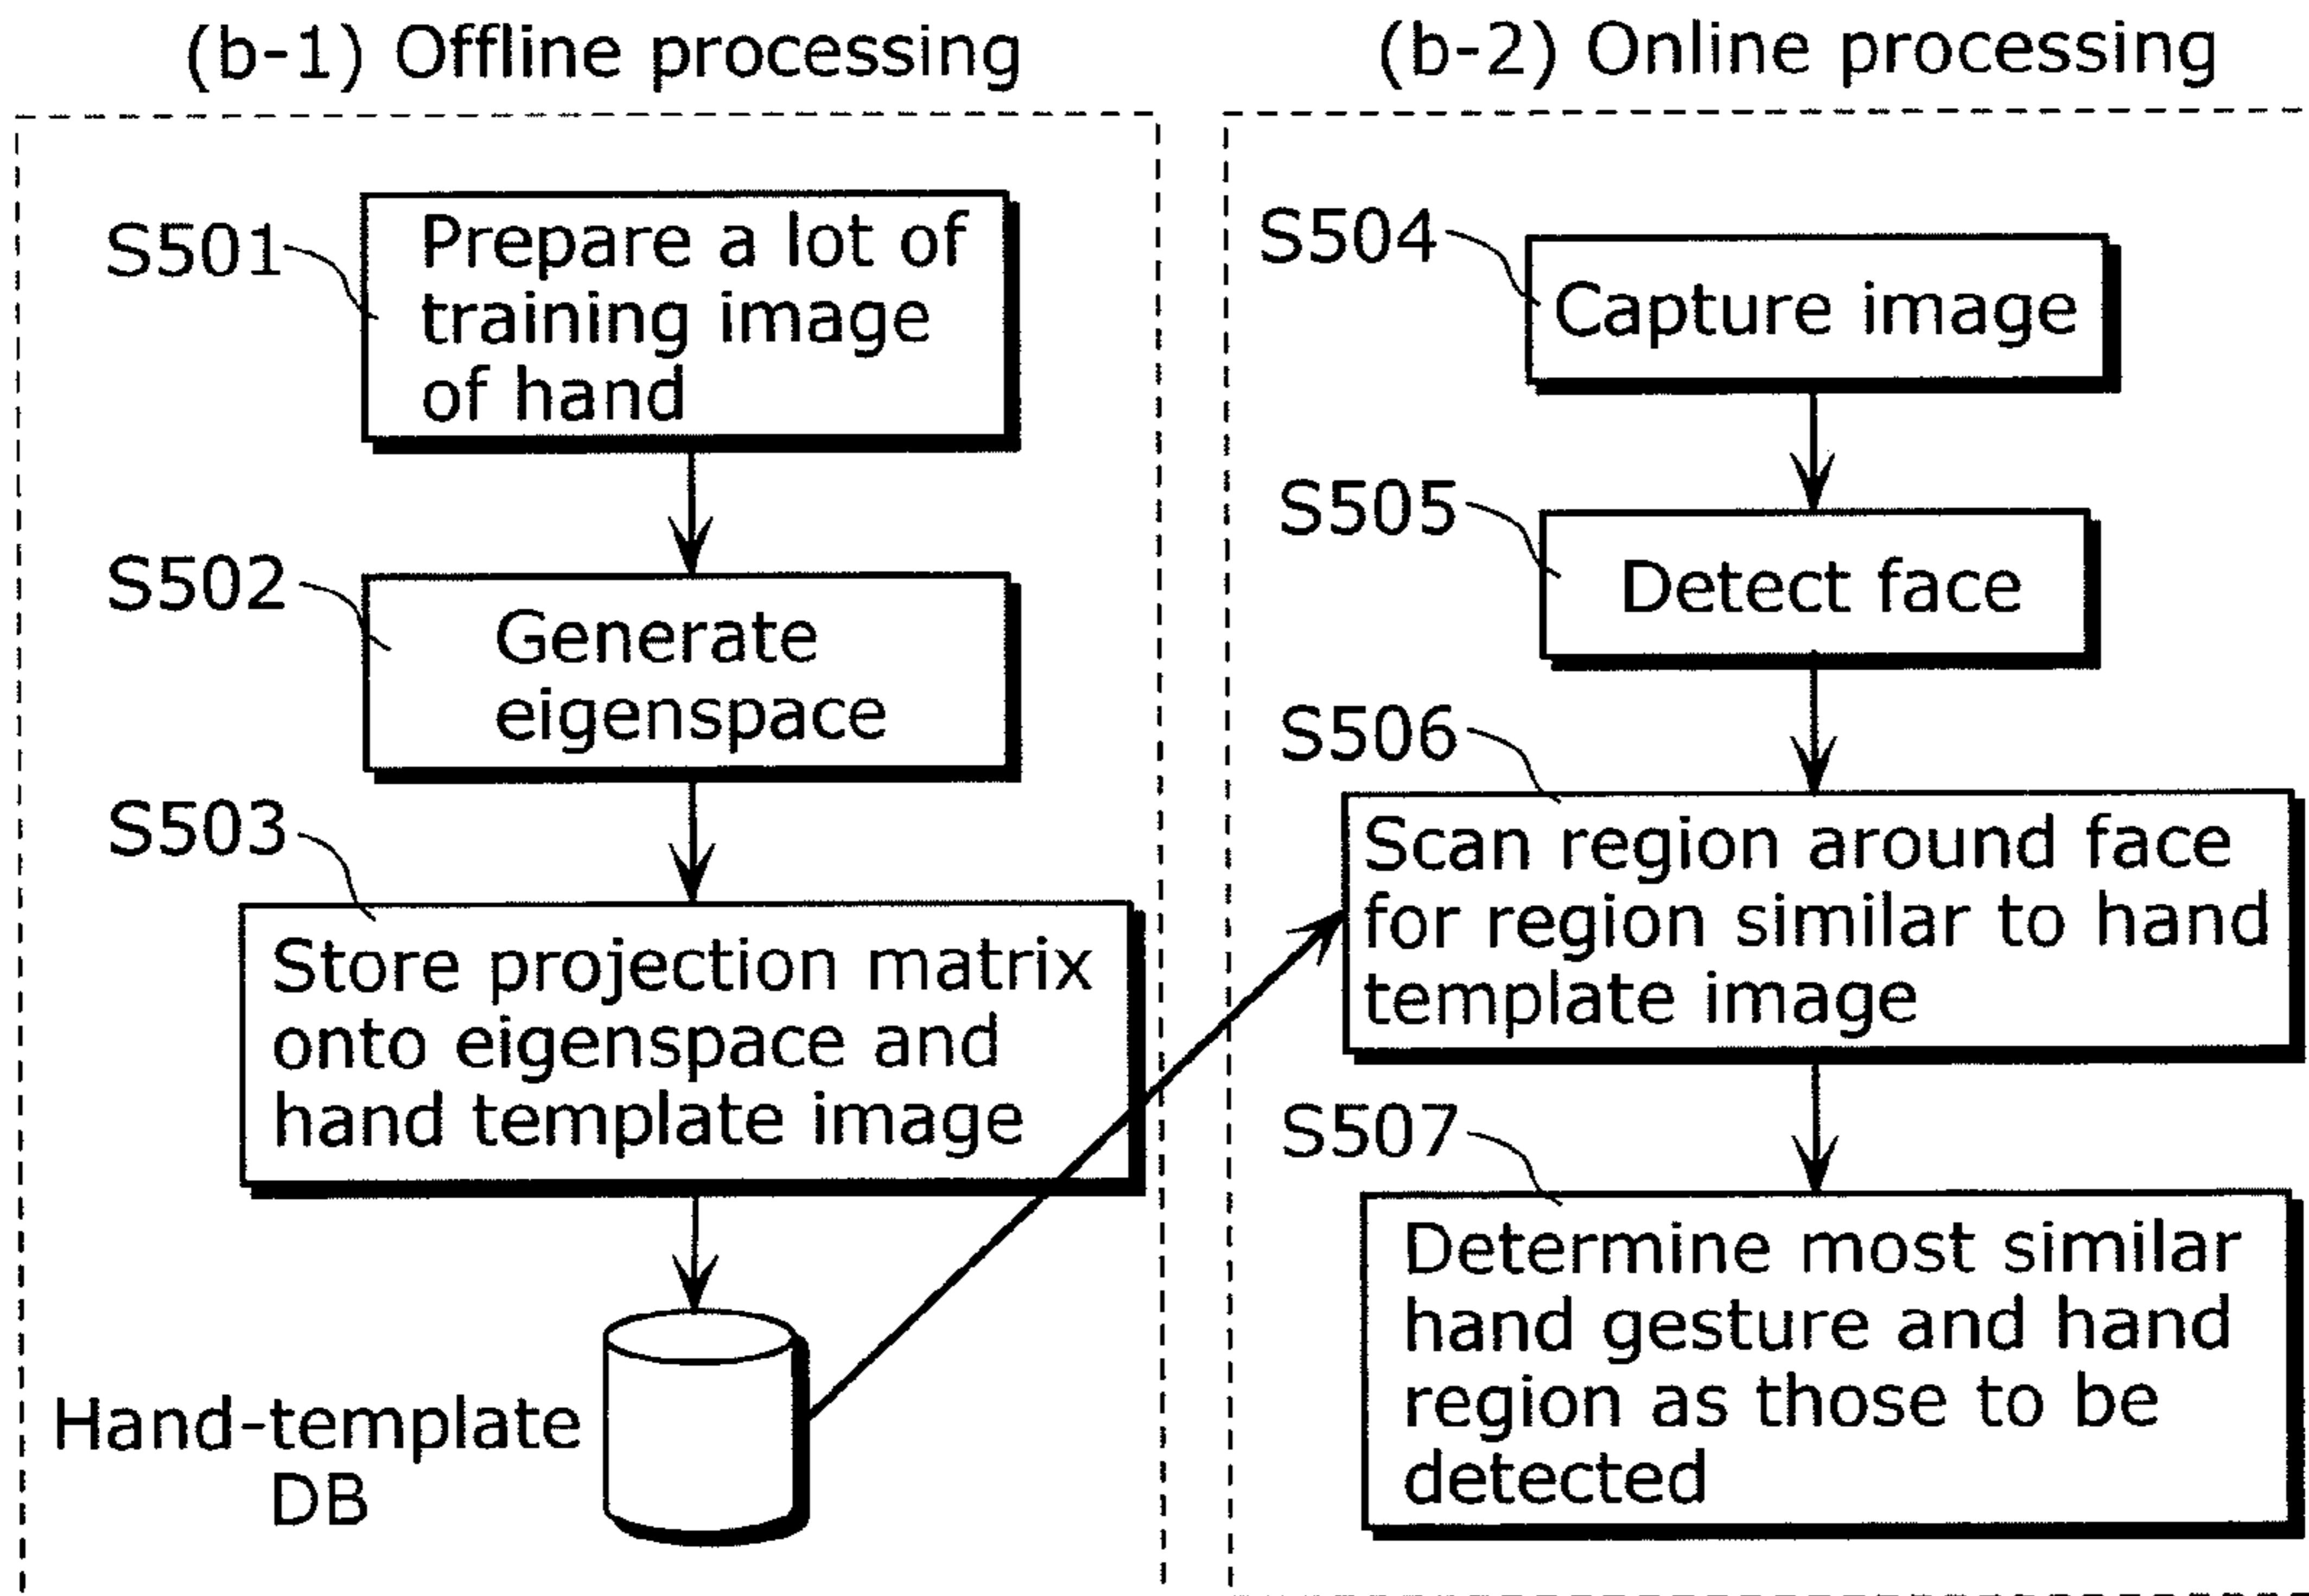 (b-1) Offline processing
S501
Prepare a lot of
training image
of hand
S502
Generate
eigenspace
S503
Store projection matrix
onto eigenspace and
hand template image
Hand-template
DB
(b-2) Online processing
S504
Capture image
S505
Detect face
S506
Scan region around face
for region similar to hand
template image
S507
Determine most similar
hand gesture and hand
region as those to be
detected